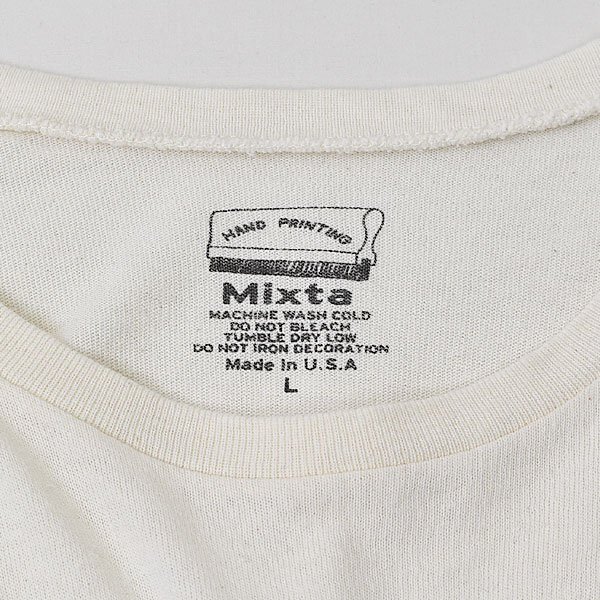 HAND PRINTING
Mixta
MACHINE WASH COLD
DO NOT BLEACH
TUMBLE DRY LOW
DO NOT IRON DECORATION
Made In U.S.A
L